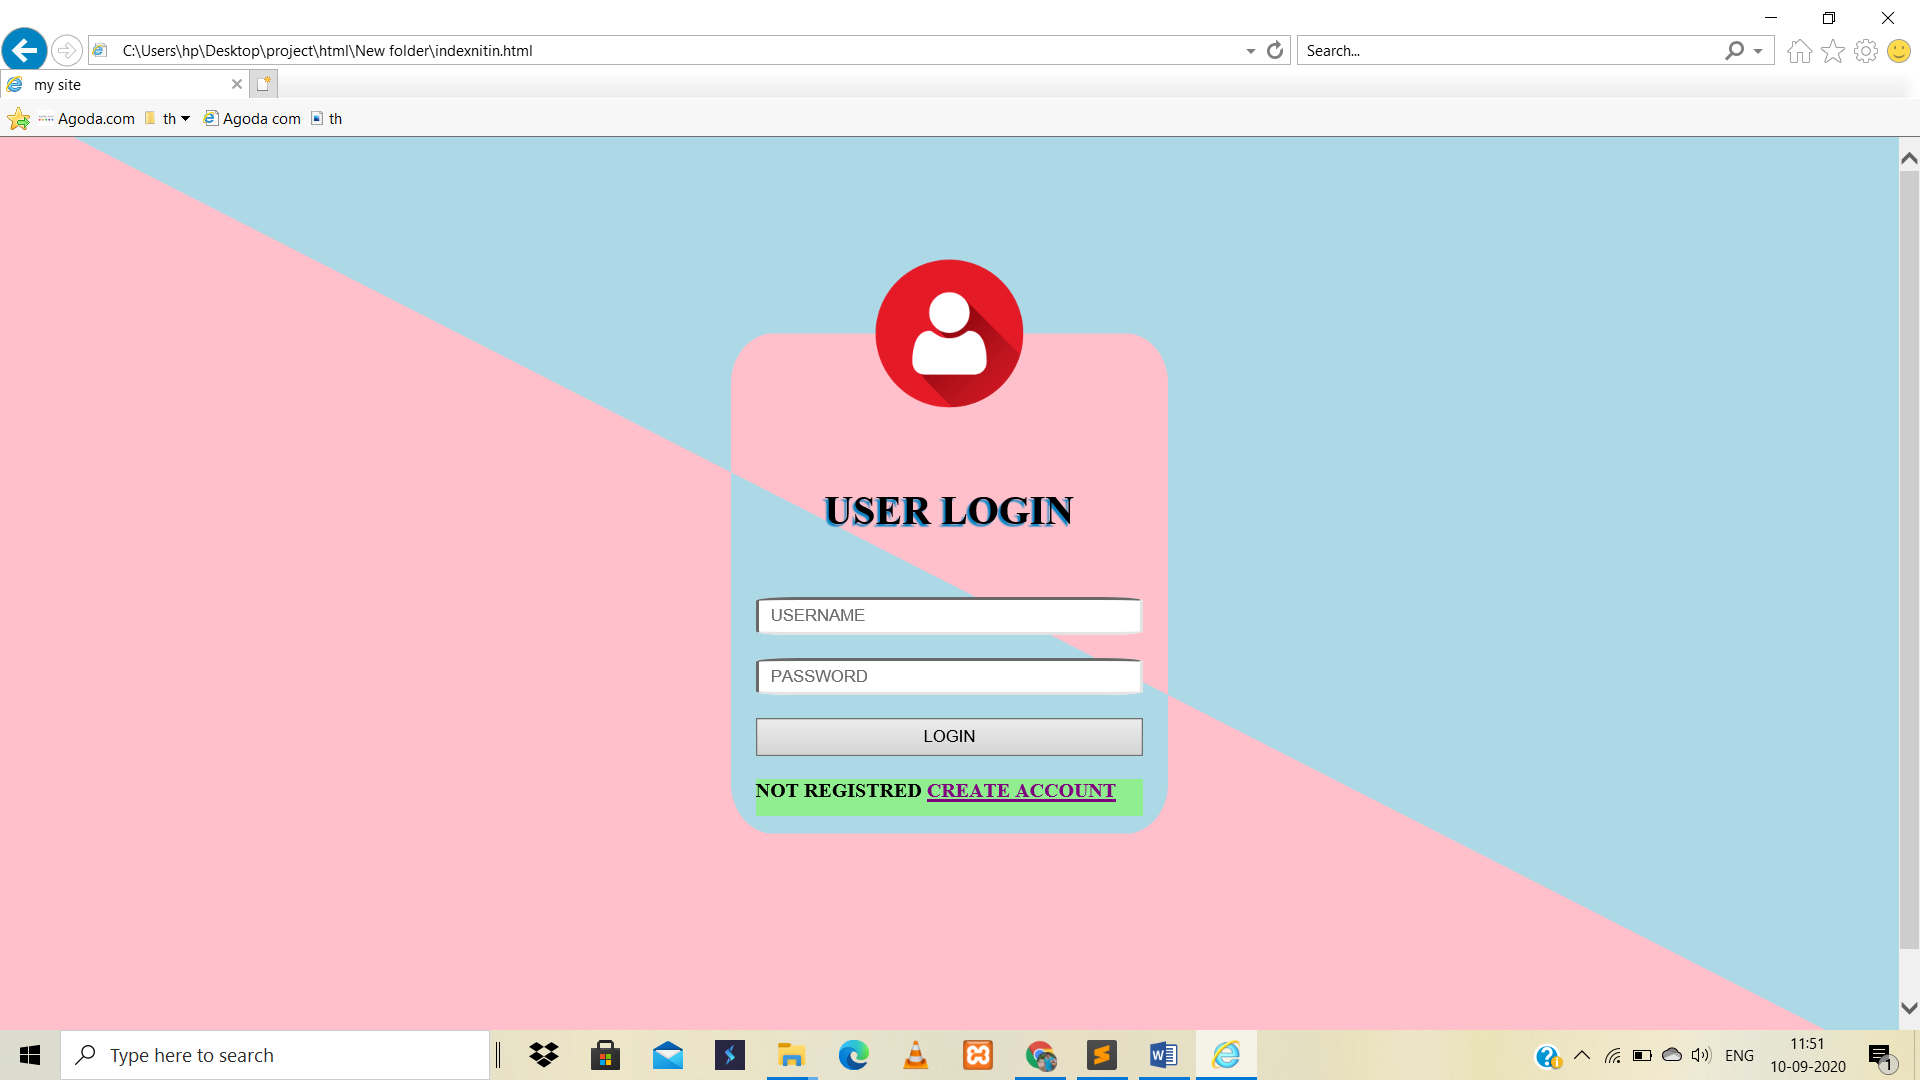 C:\Users\hp\Desktop\project\html\New folder\indexnitin.html
Search...
my site
Agoda.com th Agoda com th
USER LOGIN
USERNAME
PASSWORD
LOGIN
NOT REGISTRED CREATE ACCOUNT
Type here to search
ENG
11:51
10-09-2020
1